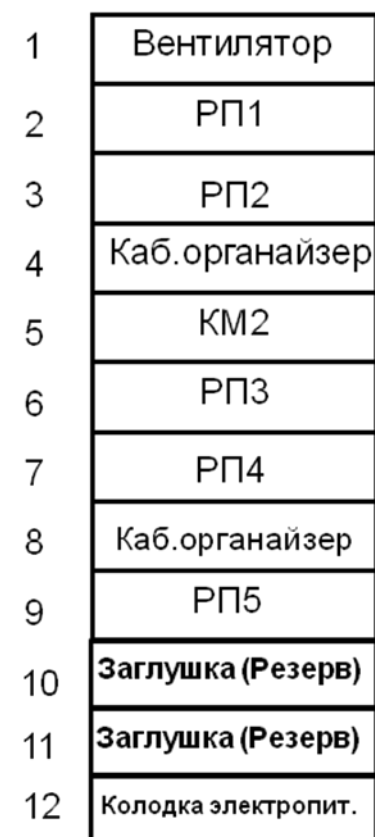 1 Вентилятор
2 РП1
3 РП2
4 Каб.органайзер
5 КМ2
6 РП3
7 РП4
8 Каб.органайзер
9 РП5
10 Заглушка (Резерв)
11 Заглушка (Резерв)
12 Колодка электропит.